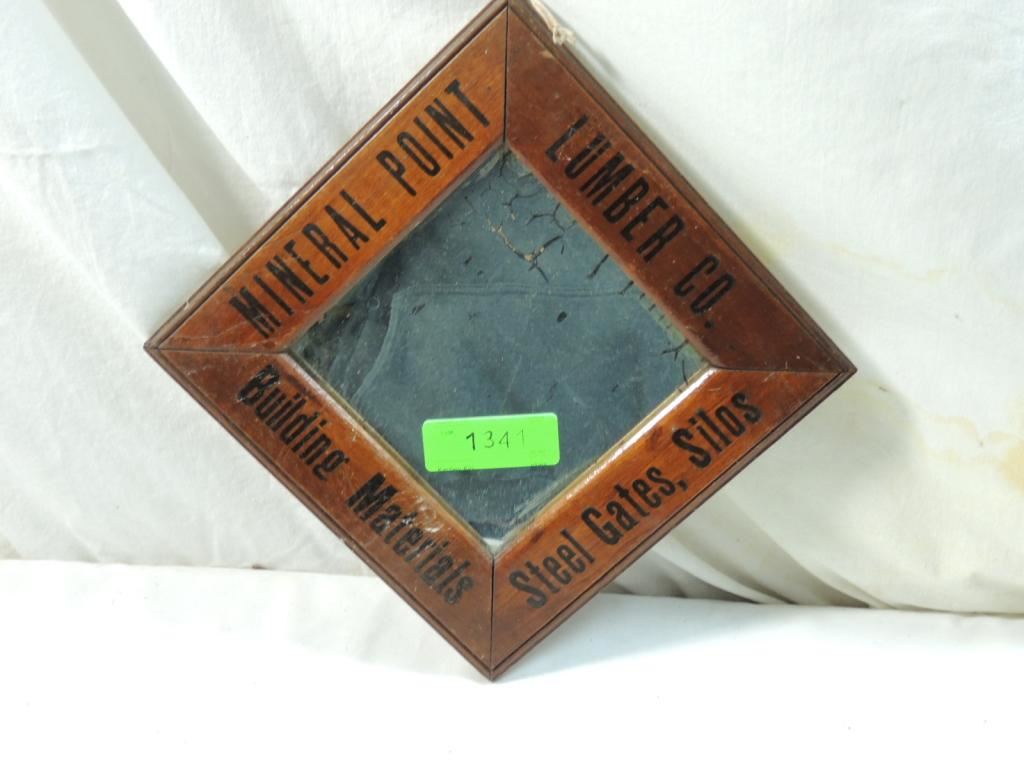 MINERAL POINT
LUMBER CO.
Building Materials
Steel Gates, Silos
1341